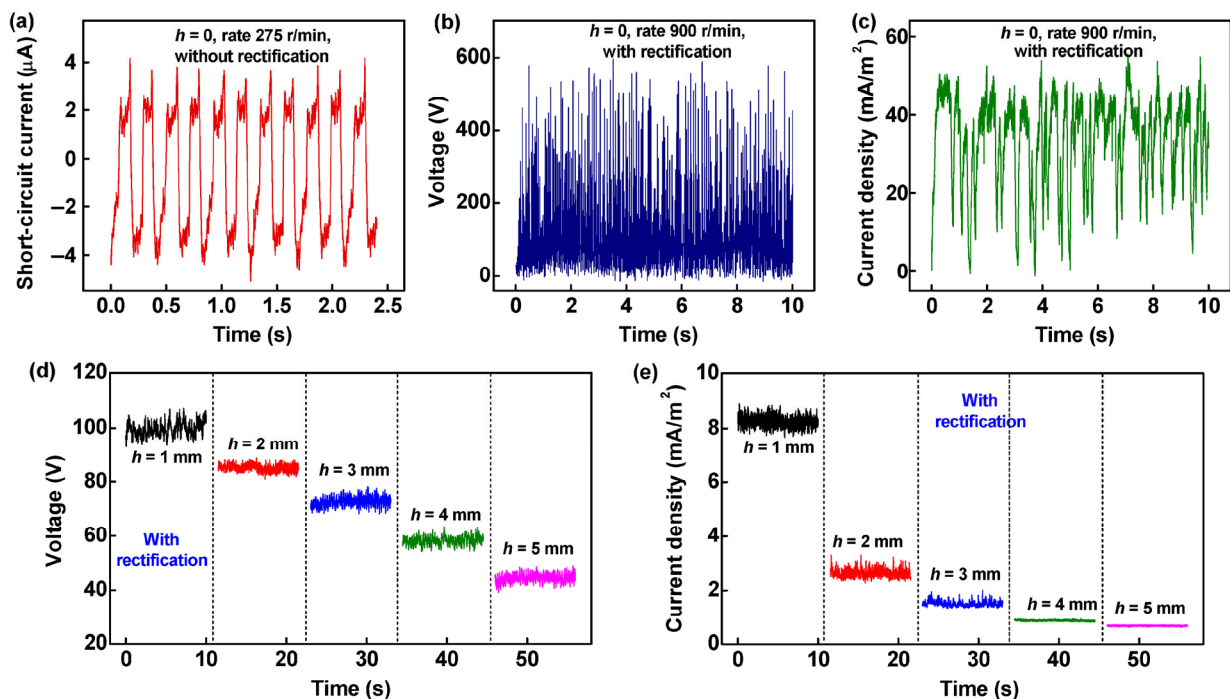 (a)
h = 0, rate 275 r/min,
without rectification
Short-circuit current (μA)
4
2
0
−2
−4
0.0 0.5 1.0 1.5 2.0 2.5
Time (s)
(b)
h = 0, rate 900 r/min,
with rectification
Voltage (V)
600
400
200
0
0 2 4 6 8 10
Time (s)
(c)
h = 0, rate 900 r/min,
with rectification
Current density (mA/m²)
60
40
20
0
0 2 4 6 8 10
Time (s)
(d)
Voltage (V)
120
100
80
60
40
20
h = 1 mm
h = 2 mm
h = 3 mm
h = 4 mm
h = 5 mm
With
rectification
0 10 20 30 40 50
Time (s)
(e)
Current density (mA/m²)
10
8
6
4
2
0
With
rectification
h = 1 mm
h = 2 mm
h = 3 mm
h = 4 mm
h = 5 mm
0 10 20 30 40 50
Time (s)